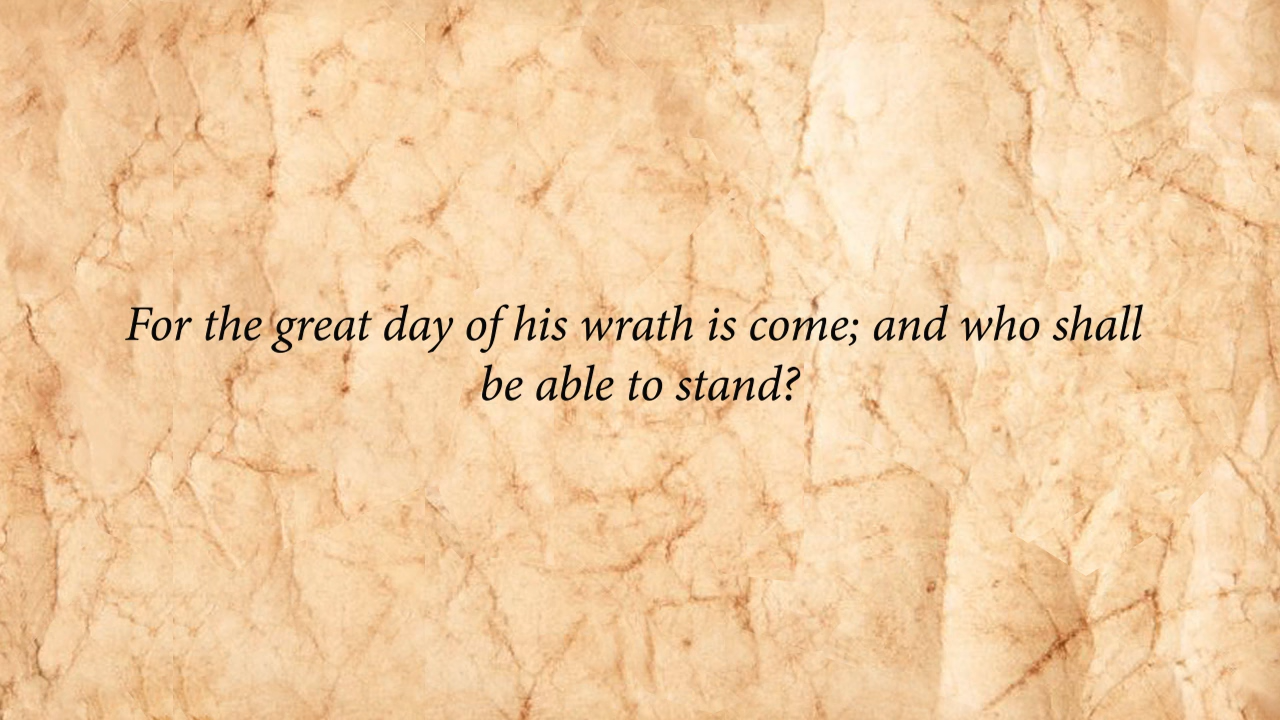 For the great day of his wrath is come; and who shall
be able to stand?